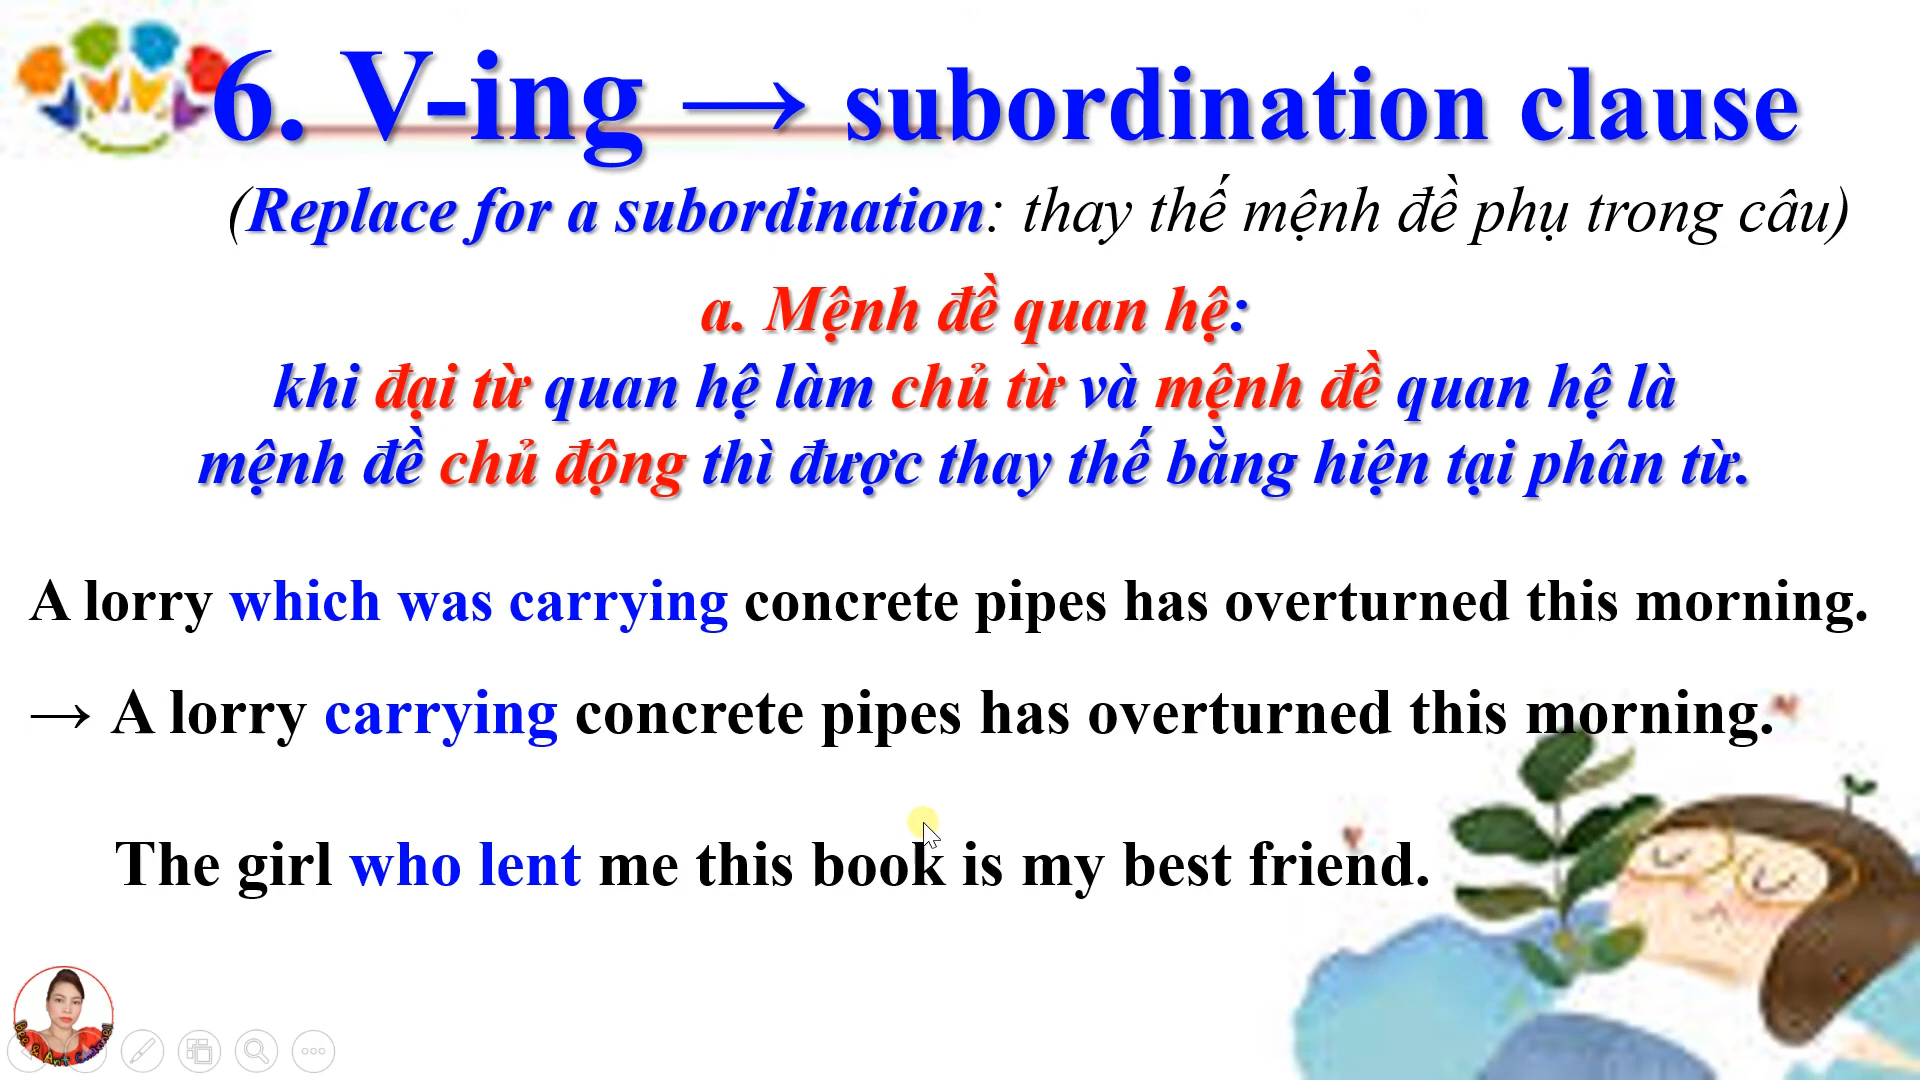 6. V-ing → subordination clause
(Replace for a subordination: thay thế mệnh đề phụ trong câu)
a. Mệnh đề quan hệ:
khi đại từ quan hệ làm chủ từ và mệnh đề quan hệ là
mệnh đề chủ động thì được thay thế bằng hiện tại phân từ.
A lorry which was carrying concrete pipes has overturned this morning.
→ A lorry carrying concrete pipes has overturned this morning.
The girl who lent me this book is my best friend.
Bee & Ant Channel